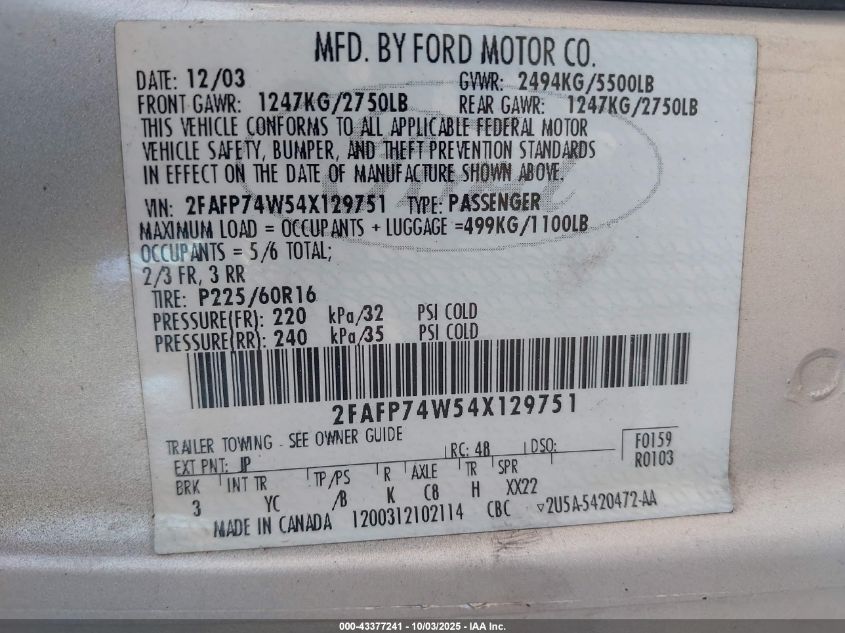 MFD. BY FORD MOTOR CO.
DATE: 12/03 GVWR: 2494KG/5500LB
FRONT GAWR: 1247KG/2750LB REAR GAWR: 1247KG/2750LB
THIS VEHICLE CONFORMS TO ALL APPLICABLE FEDERAL MOTOR
VEHICLE SAFETY, BUMPER, AND THEFT PREVENTION STANDARDS
IN EFFECT ON THE DATE OF MANUFACTURE SHOWN ABOVE.
VIN: 2FAFP74W54X129751 TYPE: PASSENGER
MAXIMUM LOAD = OCCUPANTS + LUGGAGE =499KG/1100LB
OCCUPANTS = 5/6 TOTAL;
2/3 FR, 3 RR
TIRE: P225/60R16
PRESSURE(FR): 220 kPa/32 PSI COLD
PRESSURE(RR): 240 kPa/35 PSI COLD
2FAFP74W54X129751
TRAILER TOWING - SEE OWNER GUIDE
EXT PNT: JP RC: 4B DSO: F0159
R0103
BRK INT TR TP/PS R AXLE TR SPR
3 YC /B K C8 H XX22
MADE IN CANADA 1200312102114 CBC ▽2U5A-5420472-AA
000-43377241 - 10/03/2025 - IAA Inc.